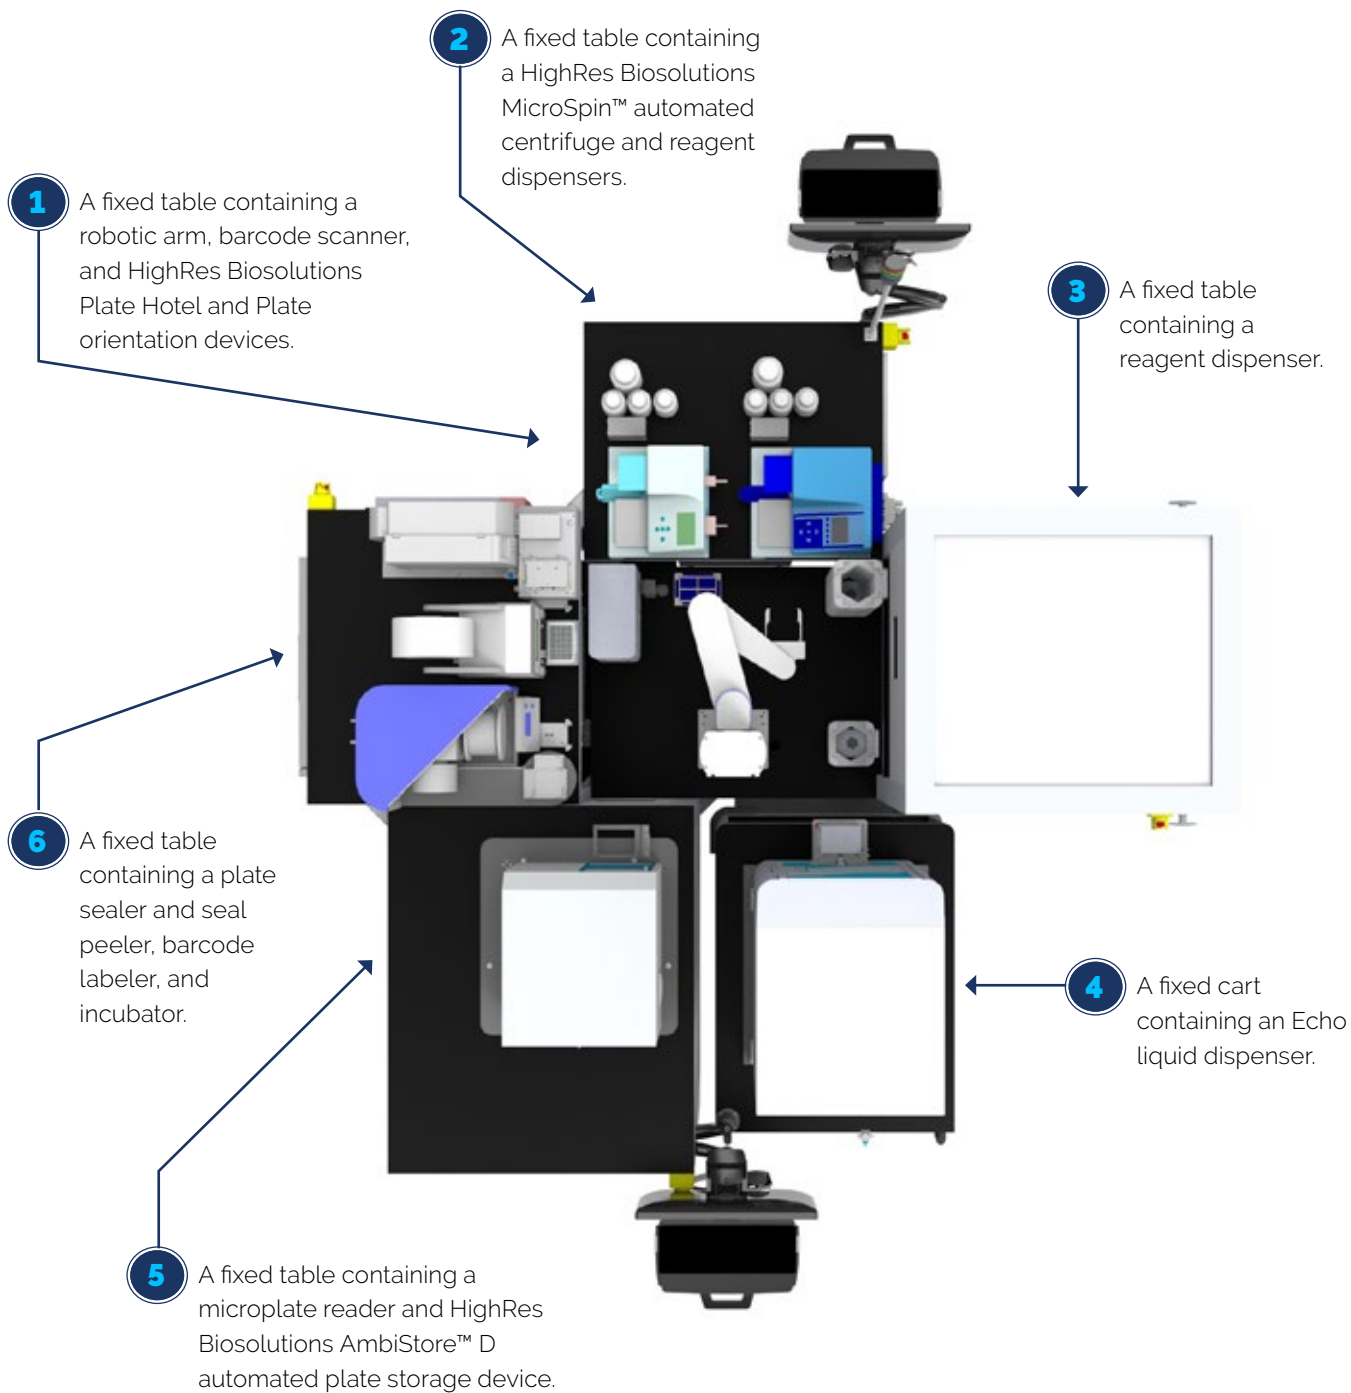 2
A fixed table containing
a HighRes Biosolutions
MicroSpin™ automated
centrifuge and reagent
dispensers.
1
A fixed table containing a
robotic arm, barcode scanner,
and HighRes Biosolutions
Plate Hotel and Plate
orientation devices.
3
A fixed table
containing a
reagent dispenser.
6
A fixed table
containing a plate
sealer and seal
peeler, barcode
labeler, and
incubator.
4
A fixed cart
containing an Echo
liquid dispenser.
5
A fixed table containing a
microplate reader and HighRes
Biosolutions AmbiStore™ D
automated plate storage device.